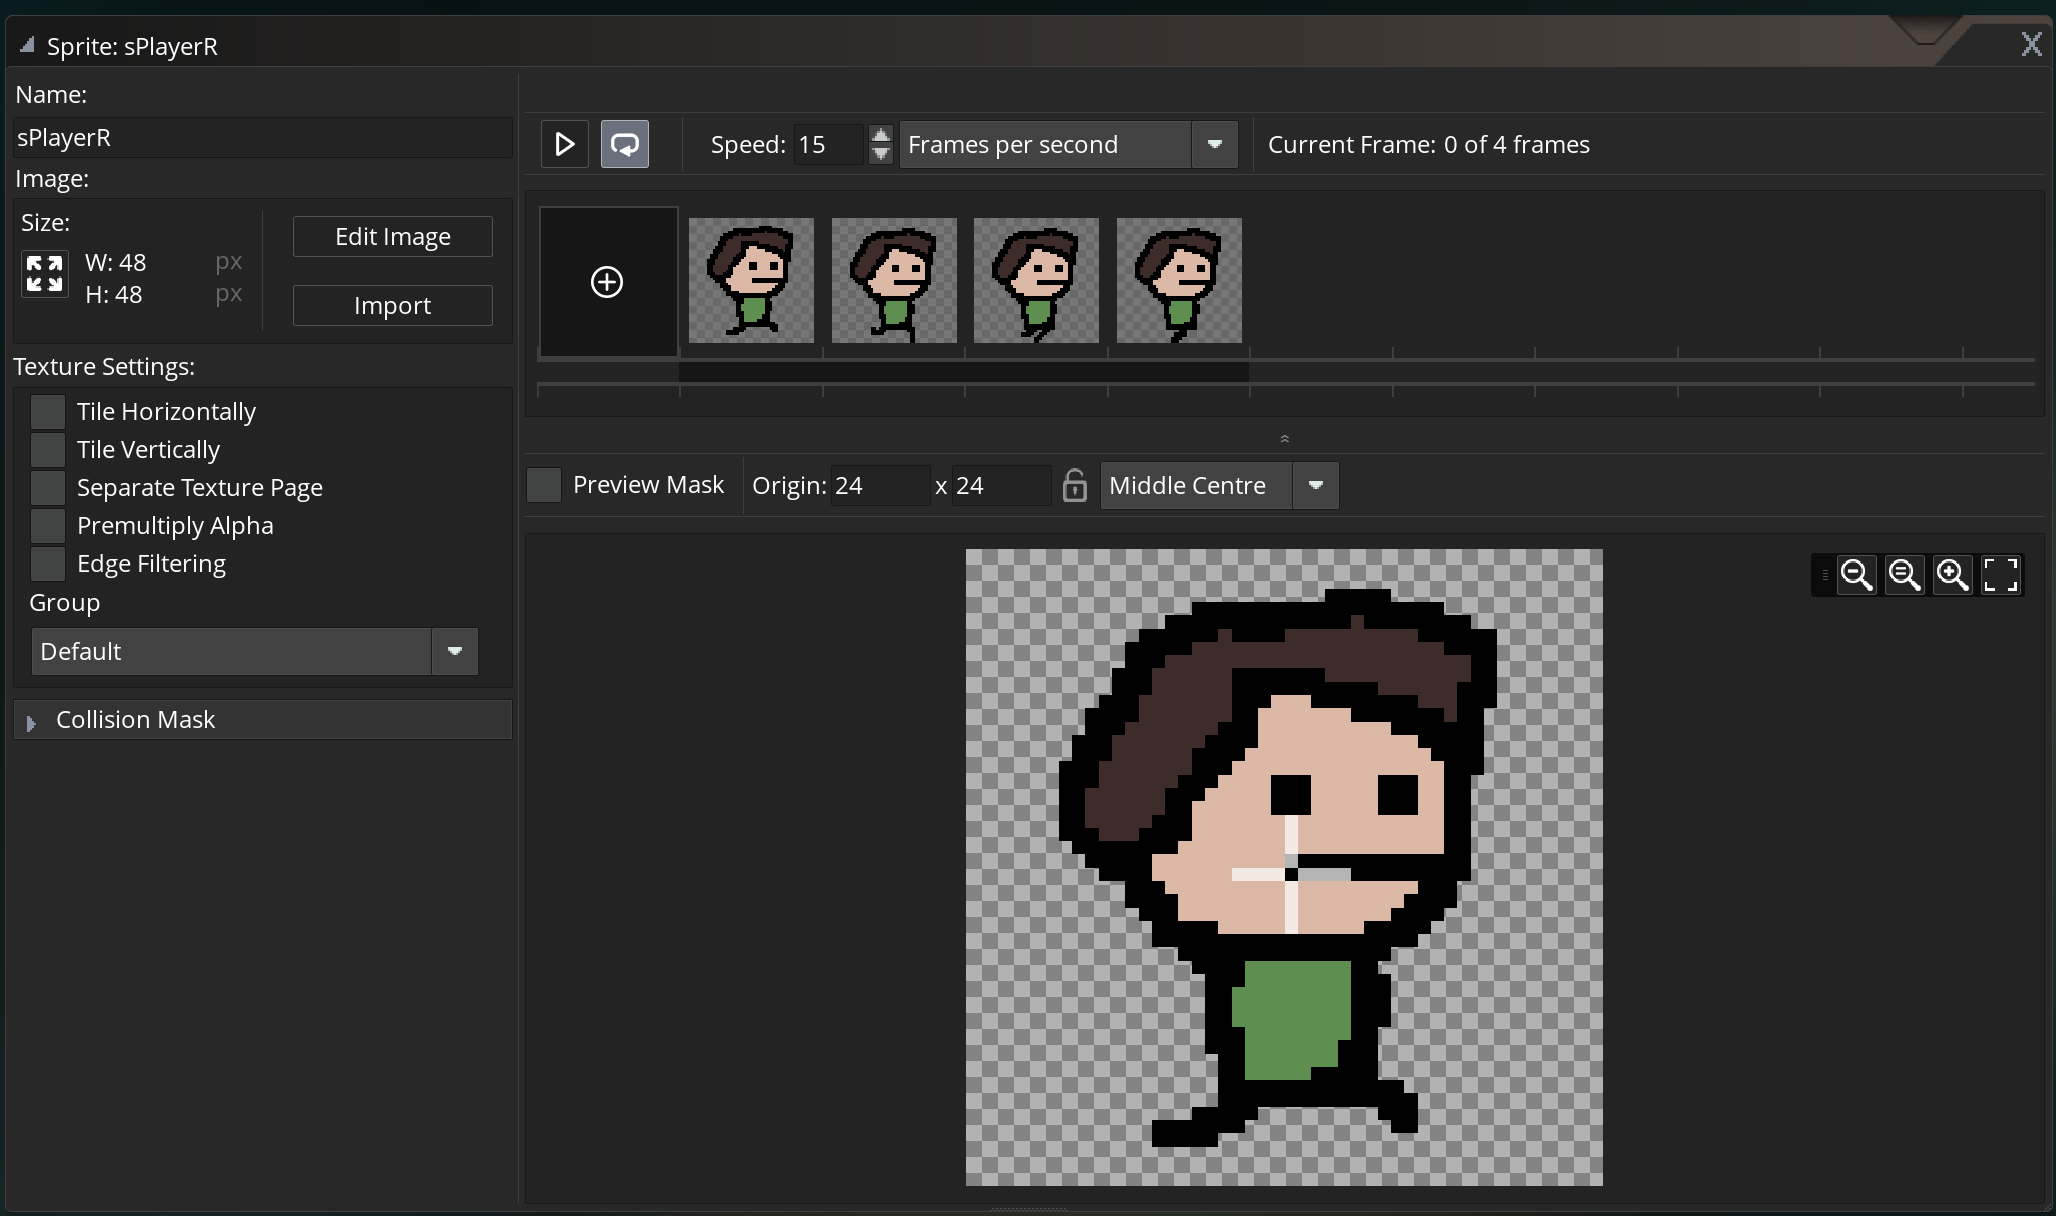 Sprite: sPlayerR
X
Name:
sPlayerR
Image:
Size:
W: 48 px
H: 48 px
Edit Image
Import
Texture Settings:
Tile Horizontally
Tile Vertically
Separate Texture Page
Premultiply Alpha
Edge Filtering
Group
Default
Collision Mask
Speed: 15 Frames per second Current Frame: 0 of 4 frames
Preview Mask Origin: 24 x 24 Middle Centre